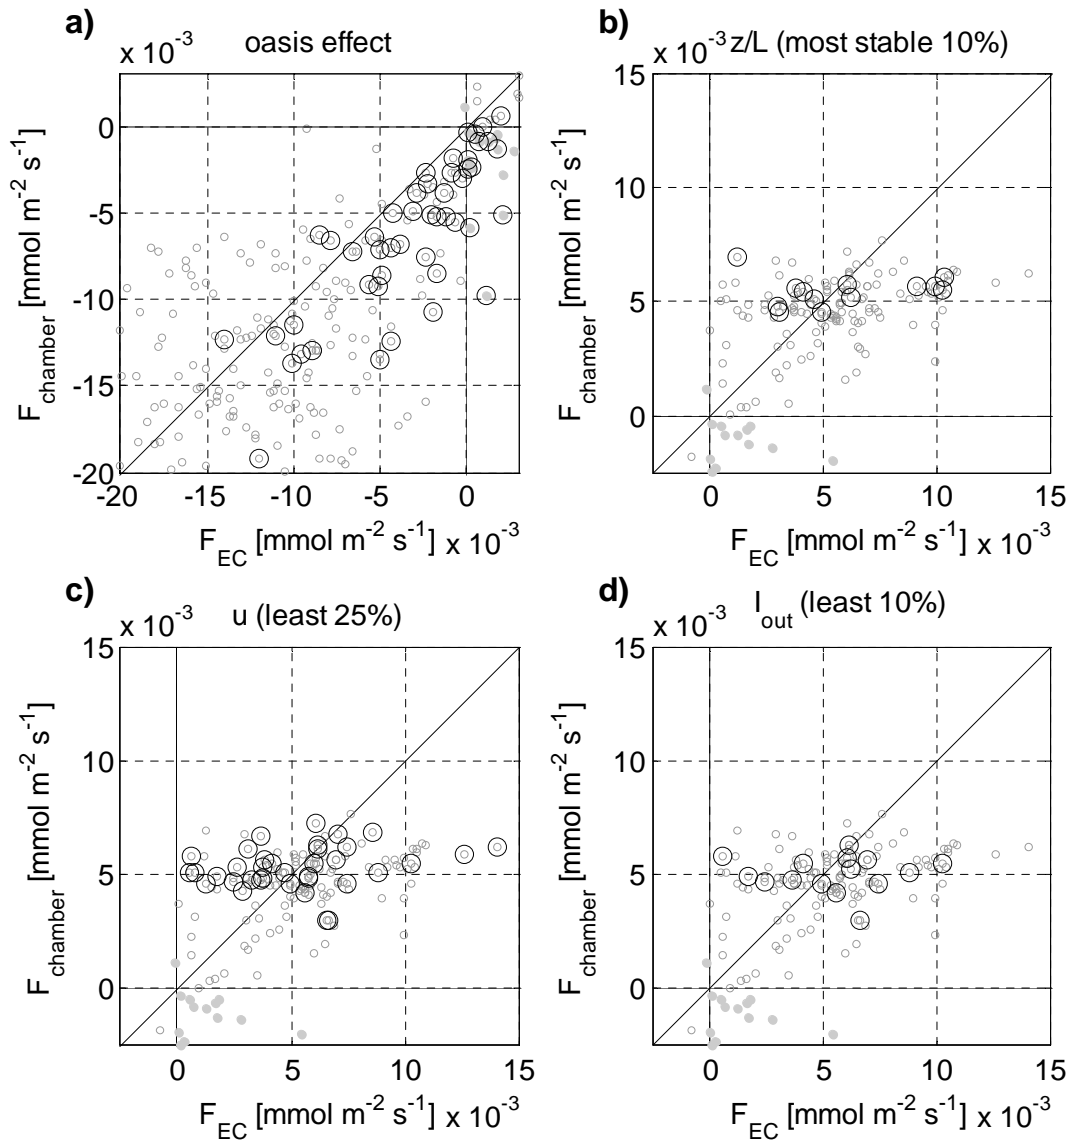 a)
x 10⁻³
oasis effect
0
-5
-10
-15
-20
F_chamber [mmol m⁻² s⁻¹]
-20 -15 -10 -5 0
F_EC [mmol m⁻² s⁻¹] x 10⁻³
b)
x 10⁻³ z/L (most stable 10%)
15
10
5
0
F_chamber [mmol m⁻² s⁻¹]
0 5 10 15
F_EC [mmol m⁻² s⁻¹] x 10⁻³
c)
x 10⁻³
u (least 25%)
15
10
5
0
F_chamber [mmol m⁻² s⁻¹]
0 5 10 15
F_EC [mmol m⁻² s⁻¹] x 10⁻³
d)
x 10⁻³
I_out (least 10%)
15
10
5
0
F_chamber [mmol m⁻² s⁻¹]
0 5 10 15
F_EC [mmol m⁻² s⁻¹] x 10⁻³